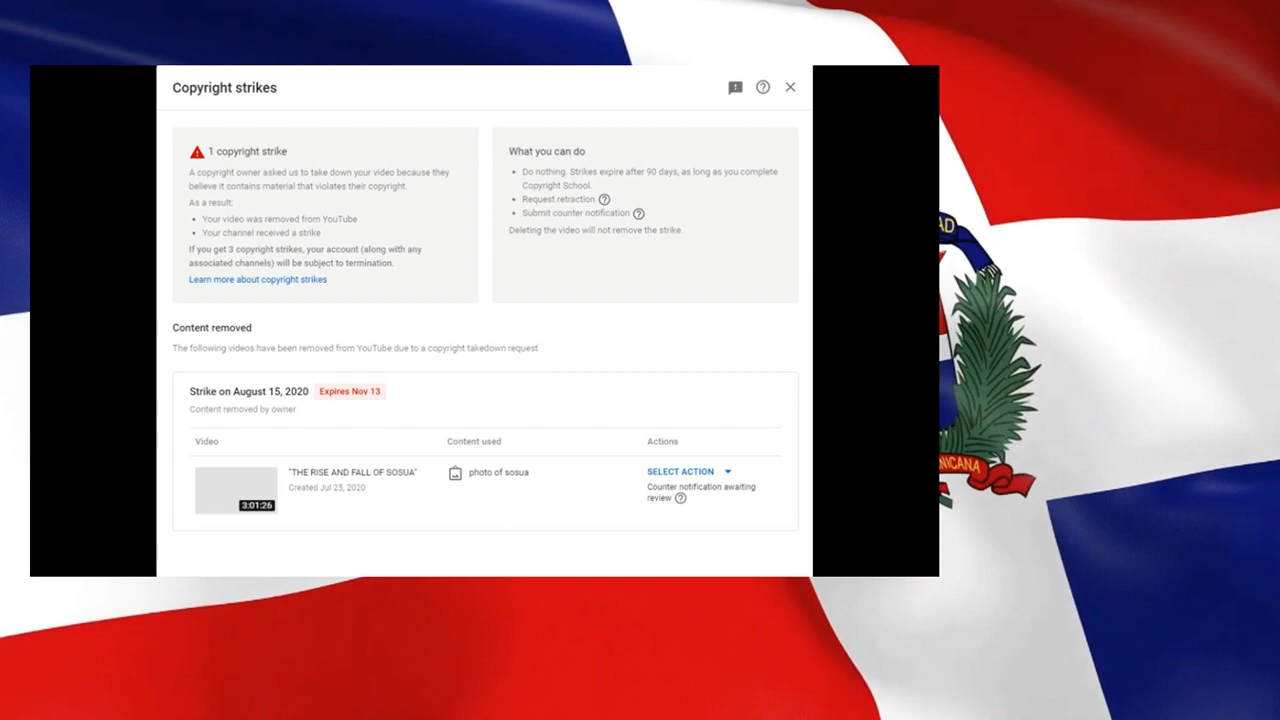 Copyright strikes
1 copyright strike
A copyright owner asked us to take down your video because they
believe it contains material that violates their copyright.
As a result:
• Your video was removed from YouTube
• Your channel received a strike
If you get 3 copyright strikes, your account (along with any
associated channels) will be subject to termination.
Learn more about copyright strikes
What you can do
• Do nothing. Strikes expire after 90 days, as long as you complete
Copyright School.
• Request retraction
• Submit counter notification
Deleting the video will not remove the strike.
Content removed
The following videos have been removed from YouTube due to a copyright takedown request
Strike on August 15, 2020 Expires Nov 13
Content removed by owner
Video Content used Actions
"THE RISE AND FALL OF SOSUA" photo of sosua SELECT ACTION
Created Jul 25, 2020
3:01:26
Counter notification awaiting
review
AD
NICANA